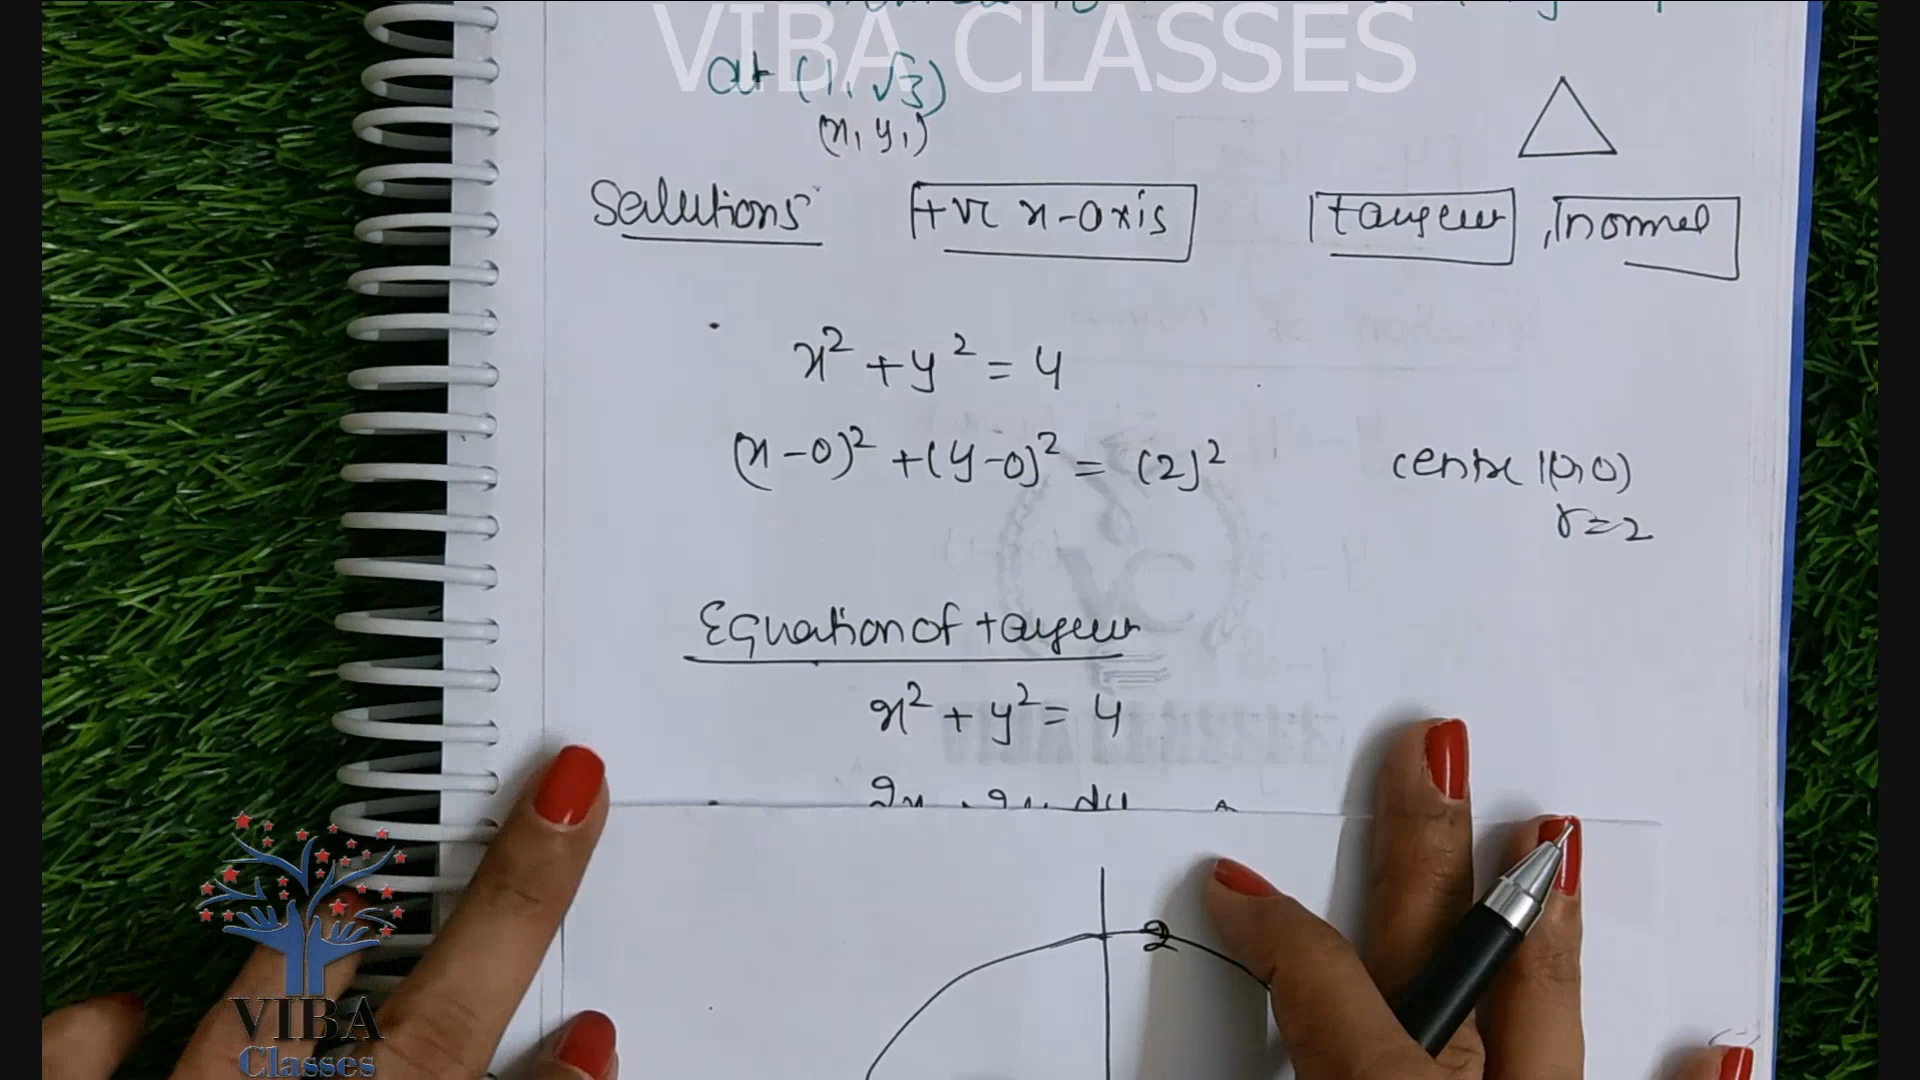 VIBA CLASSES
at (1, √3)
(x1 y1)
Solutions +ve x-axis tangent, normal
x² + y² = 4
(x-0)² + (y-0)² = (2)² centre (0,0)
r=2
Equation of tangent
x² + y² = 4
2
VIBA
Classes